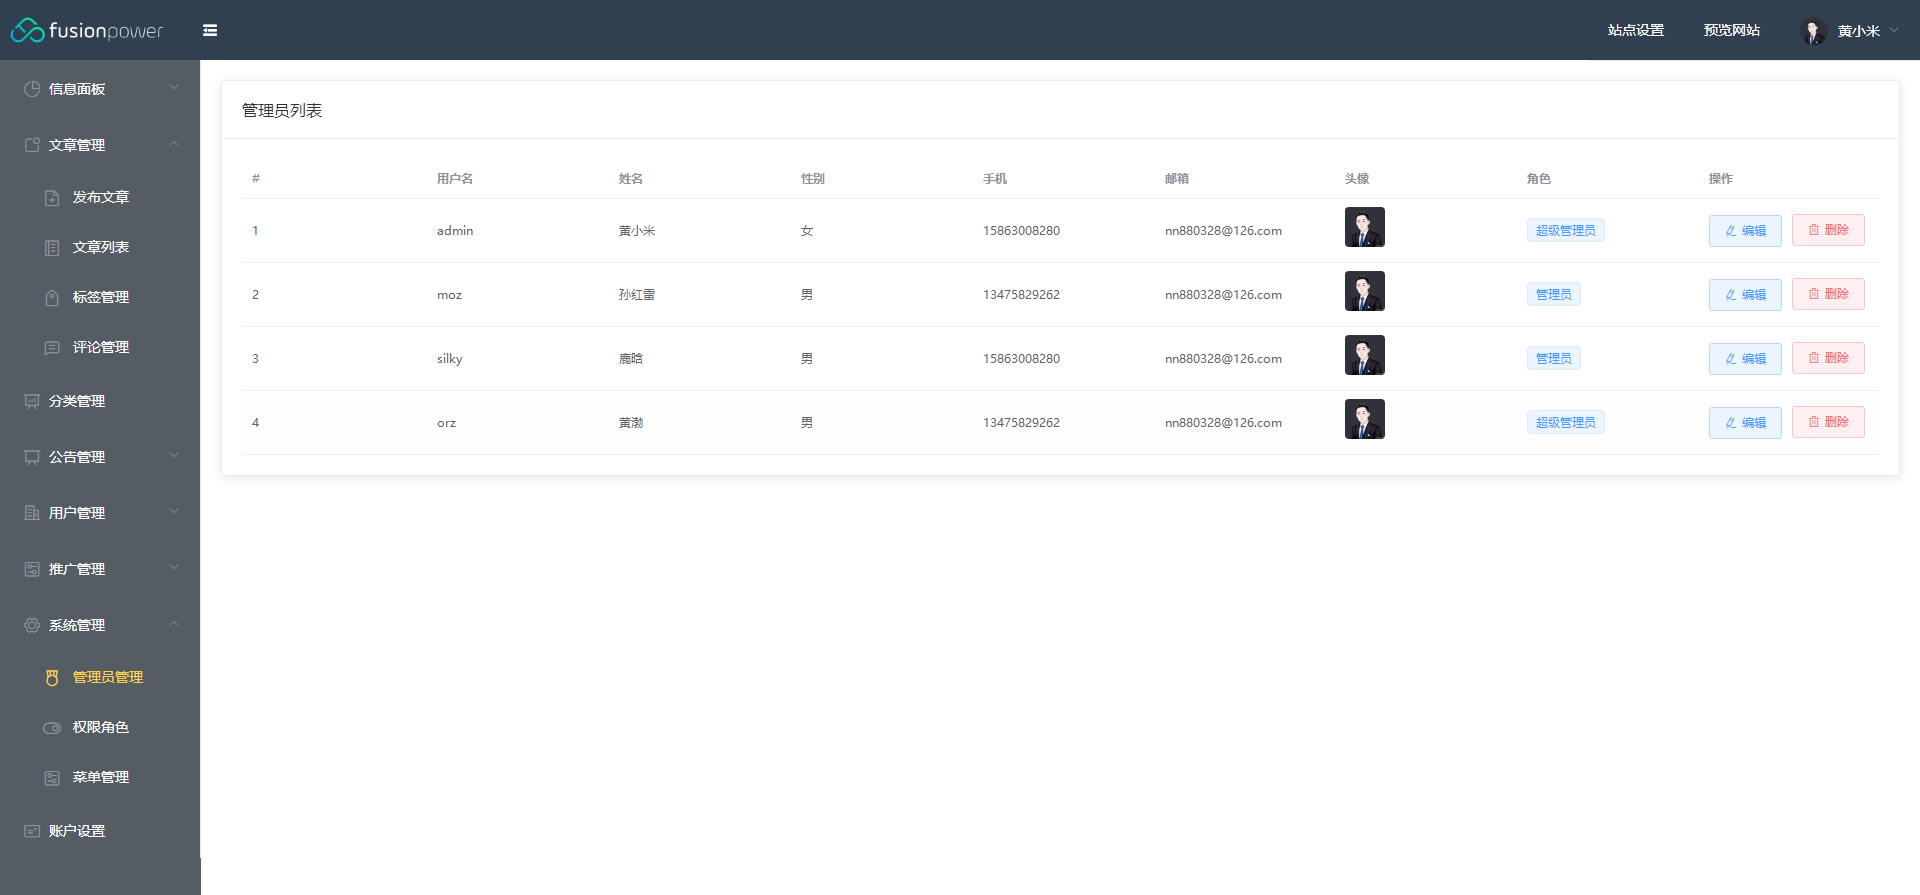 fusionpower
站点设置 预览网站 黄小米
信息面板
文章管理
发布文章
文章列表
标签管理
评论管理
分类管理
公告管理
用户管理
推广管理
系统管理
管理员管理
权限角色
菜单管理
账户设置
管理员列表
# 用户名 姓名 性别 手机 邮箱 头像 角色 操作
1 admin 黄小米 女 15863008280 nn880328@126.com 超级管理员 编辑 删除
2 moz 孙红雷 男 13475829262 nn880328@126.com 管理员 编辑 删除
3 silky 鹿晗 男 15863008280 nn880328@126.com 管理员 编辑 删除
4 orz 黄渤 男 13475829262 nn880328@126.com 超级管理员 编辑 删除